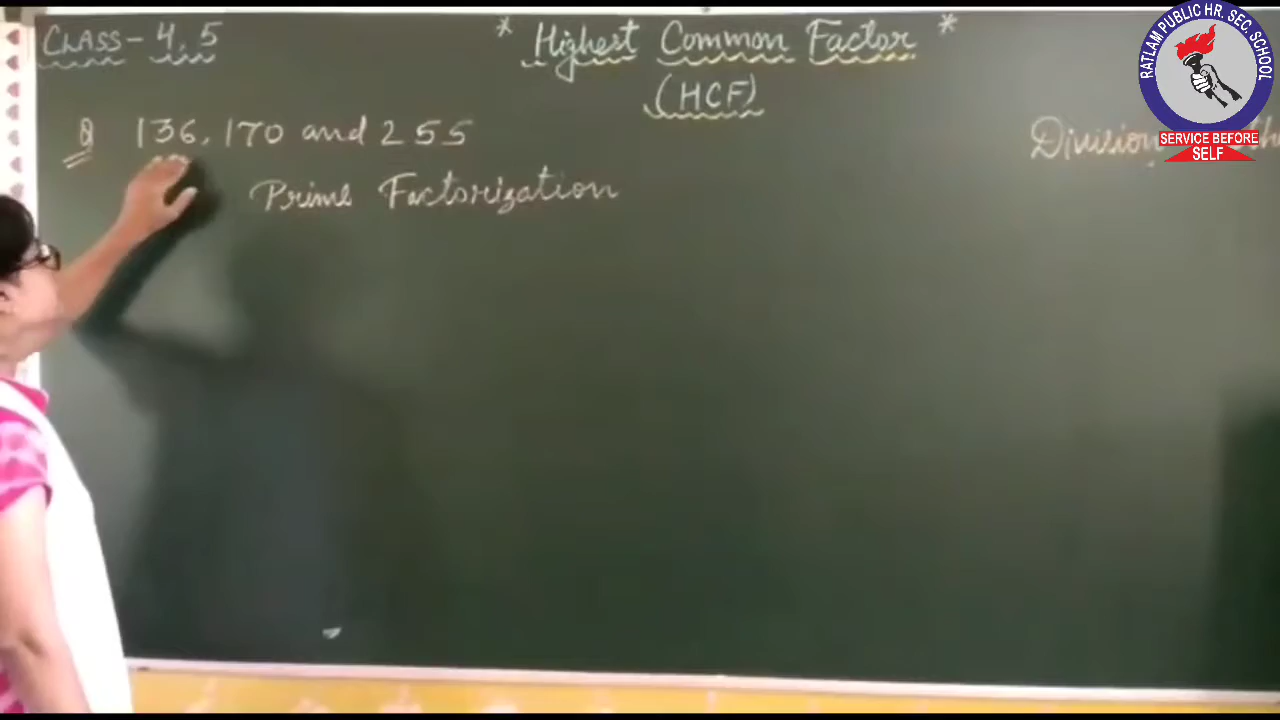 CLASS - 4, 5
* Highest Common Factor *
(HCF)
Q 136, 170 and 255
Prime Factorization
Division
RATLAM PUBLIC HR. SEC. SCHOOL
SERVICE BEFORE
SELF